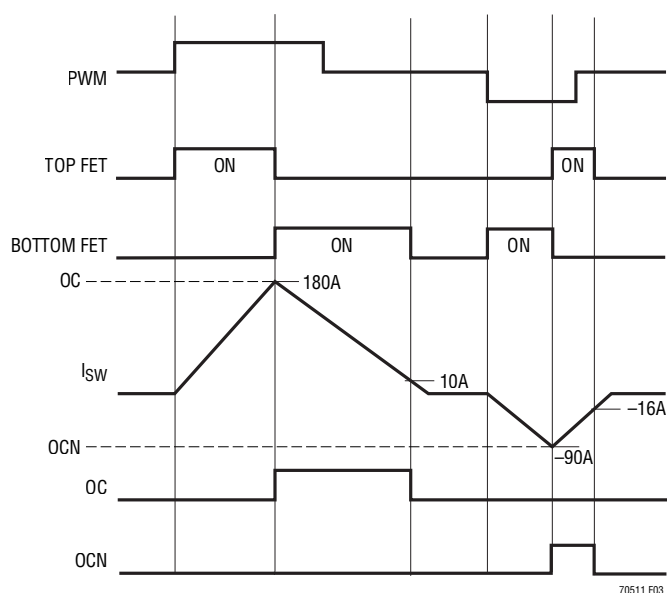 PWM
TOP FET
ON
ON
BOTTOM FET
ON
ON
OC
180A
ISW
10A
–16A
OCN
–90A
OC
OCN
70511 F03